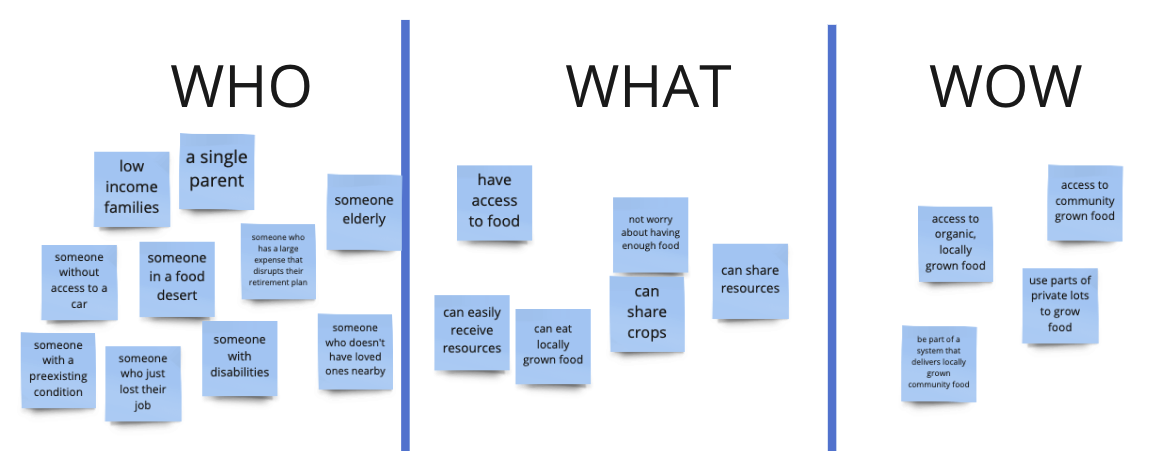 WHO
low
income
families
a single
parent
someone
elderly
someone
without
access to a
car
someone
in a food
desert
someone who
has a large
expense that
disrupts their
retirement plan
someone
with a
preexisting
condition
someone
who just
lost their
job
someone
with
disabilities
someone
who doesn't
have loved
ones nearby
WHAT
have
access
to food
not worry
about having
enough food
can share
resources
can easily
receive
resources
can eat
locally
grown food
can
share
crops
WOW
access to
community
grown food
access to
organic,
locally
grown food
use parts of
private lots
to grow
food
be part of a
system that
delivers locally
grown
community food